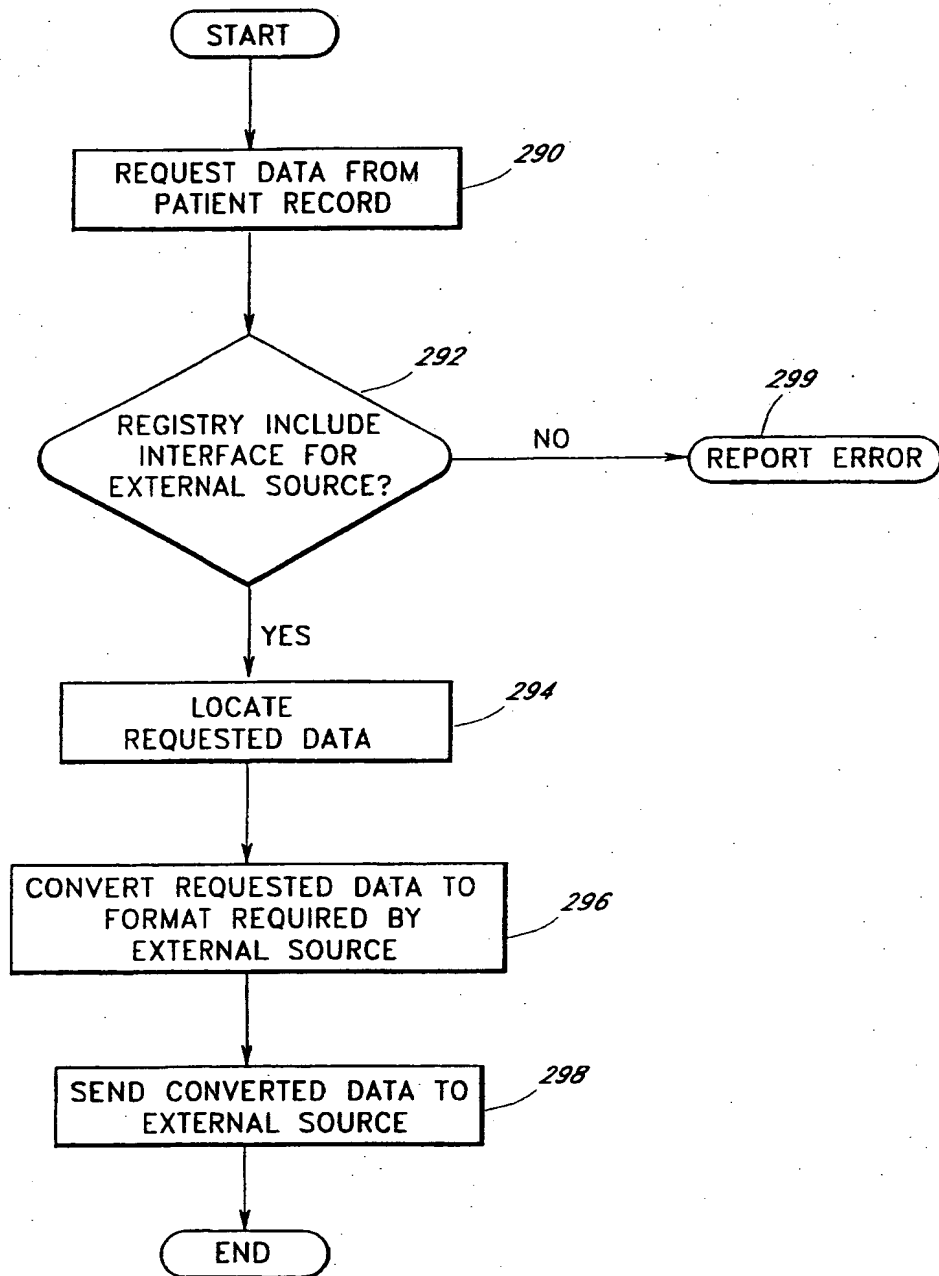 START
REQUEST DATA FROM
PATIENT RECORD
290
REGISTRY INCLUDE
INTERFACE FOR
EXTERNAL SOURCE?
292
NO
REPORT ERROR
299
YES
LOCATE
REQUESTED DATA
294
CONVERT REQUESTED DATA TO
FORMAT REQUIRED BY
EXTERNAL SOURCE
296
SEND CONVERTED DATA TO
EXTERNAL SOURCE
298
END